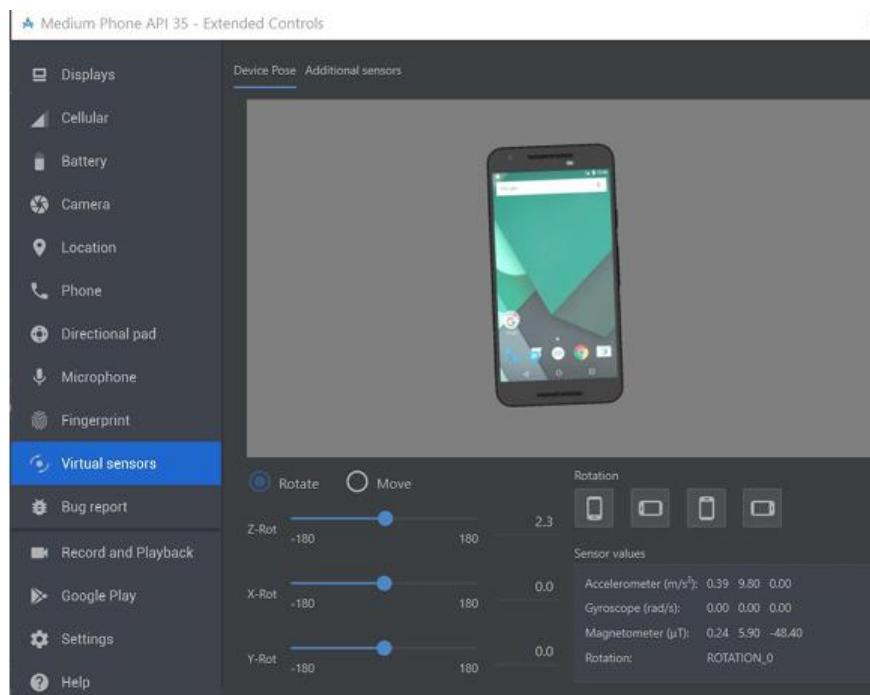 Medium Phone API 35 - Extended Controls
Displays
Cellular
Battery
Camera
Location
Phone
Directional pad
Microphone
Fingerprint
Virtual sensors
Bug report
Record and Playback
Google Play
Settings
Help
Device Pose Additional sensors
Rotate Move
Z-Rot -180 180 2.3
X-Rot -180 180 0.0
Y-Rot -180 180 0.0
Rotation
Sensor values
Accelerometer (m/s²): 0.39 9.80 0.00
Gyroscope (rad/s): 0.00 0.00 0.00
Magnetometer (μT): 0.24 5.90 -48.40
Rotation: ROTATION_0